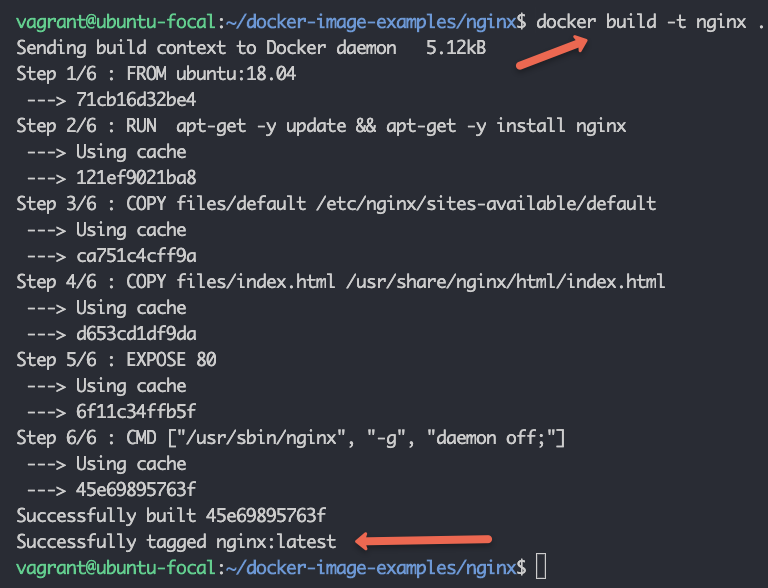 vagrant@ubuntu-focal:~/docker-image-examples/nginx$ docker build -t nginx .
Sending build context to Docker daemon   5.12kB
Step 1/6 : FROM ubuntu:18.04
 ---> 71cb16d32be4
Step 2/6 : RUN  apt-get -y update && apt-get -y install nginx
 ---> Using cache
 ---> 121ef9021ba8
Step 3/6 : COPY files/default /etc/nginx/sites-available/default
 ---> Using cache
 ---> ca751c4cff9a
Step 4/6 : COPY files/index.html /usr/share/nginx/html/index.html
 ---> Using cache
 ---> d653cd1df9da
Step 5/6 : EXPOSE 80
 ---> Using cache
 ---> 6f11c34ffb5f
Step 6/6 : CMD ["/usr/sbin/nginx", "-g", "daemon off;"]
 ---> Using cache
 ---> 45e69895763f
Successfully built 45e69895763f
Successfully tagged nginx:latest
vagrant@ubuntu-focal:~/docker-image-examples/nginx$